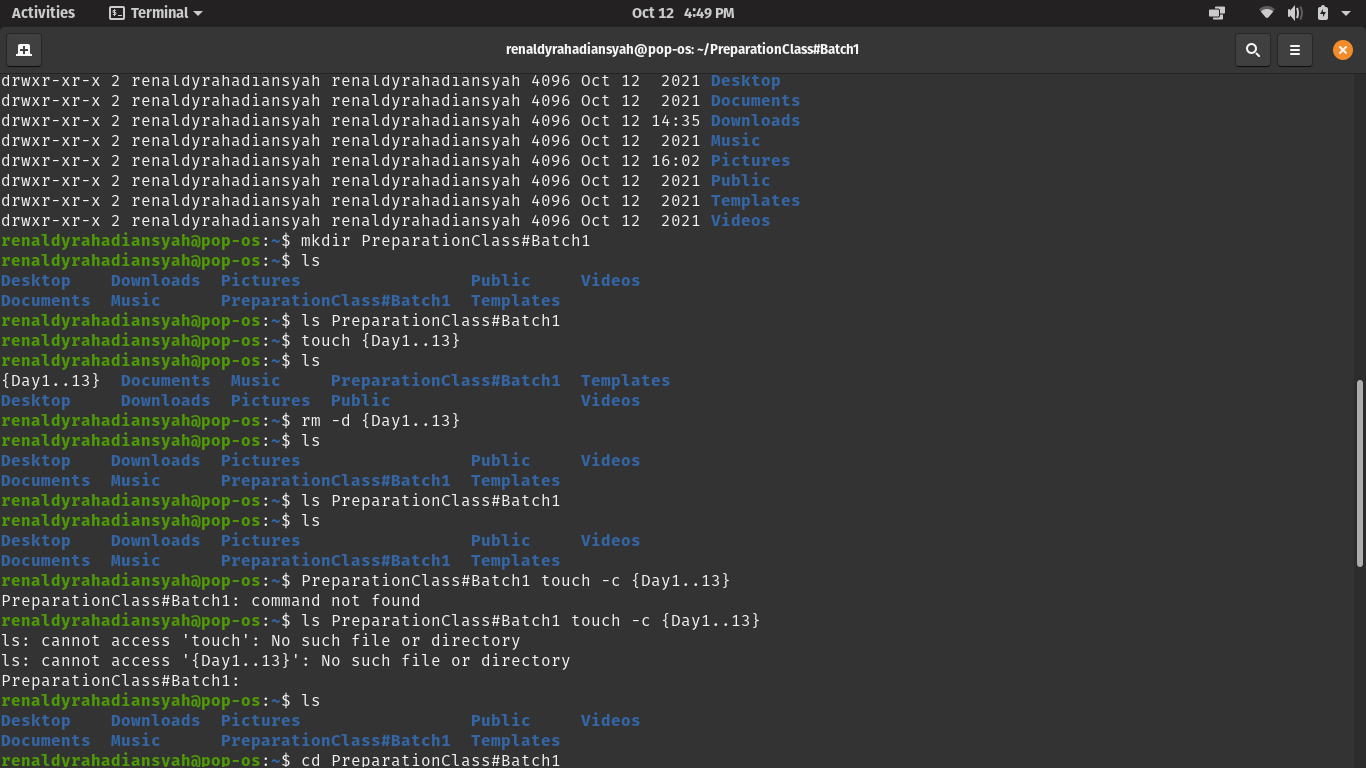 Activities Terminal Oct 12 4:49 PM
renaldyrahadiansyah@pop-os: ~/PreparationClass#Batch1
drwxr-xr-x 2 renaldyrahadiansyah renaldyrahadiansyah 4096 Oct 12  2021 Desktop
drwxr-xr-x 2 renaldyrahadiansyah renaldyrahadiansyah 4096 Oct 12  2021 Documents
drwxr-xr-x 2 renaldyrahadiansyah renaldyrahadiansyah 4096 Oct 12 14:35 Downloads
drwxr-xr-x 2 renaldyrahadiansyah renaldyrahadiansyah 4096 Oct 12  2021 Music
drwxr-xr-x 2 renaldyrahadiansyah renaldyrahadiansyah 4096 Oct 12 16:02 Pictures
drwxr-xr-x 2 renaldyrahadiansyah renaldyrahadiansyah 4096 Oct 12  2021 Public
drwxr-xr-x 2 renaldyrahadiansyah renaldyrahadiansyah 4096 Oct 12  2021 Templates
drwxr-xr-x 2 renaldyrahadiansyah renaldyrahadiansyah 4096 Oct 12  2021 Videos
renaldyrahadiansyah@pop-os:~$ mkdir PreparationClass#Batch1
renaldyrahadiansyah@pop-os:~$ ls
Desktop    Downloads  Pictures                 Public     Videos
Documents  Music      PreparationClass#Batch1  Templates
renaldyrahadiansyah@pop-os:~$ ls PreparationClass#Batch1
renaldyrahadiansyah@pop-os:~$ touch {Day1..13}
renaldyrahadiansyah@pop-os:~$ ls
{Day1..13}  Documents  Music     PreparationClass#Batch1  Templates
Desktop     Downloads  Pictures  Public                   Videos
renaldyrahadiansyah@pop-os:~$ rm -d {Day1..13}
renaldyrahadiansyah@pop-os:~$ ls
Desktop    Downloads  Pictures                 Public     Videos
Documents  Music      PreparationClass#Batch1  Templates
renaldyrahadiansyah@pop-os:~$ ls PreparationClass#Batch1
renaldyrahadiansyah@pop-os:~$ ls
Desktop    Downloads  Pictures                 Public     Videos
Documents  Music      PreparationClass#Batch1  Templates
renaldyrahadiansyah@pop-os:~$ PreparationClass#Batch1 touch -c {Day1..13}
PreparationClass#Batch1: command not found
renaldyrahadiansyah@pop-os:~$ ls PreparationClass#Batch1 touch -c {Day1..13}
ls: cannot access 'touch': No such file or directory
ls: cannot access '{Day1..13}': No such file or directory
PreparationClass#Batch1:
renaldyrahadiansyah@pop-os:~$ ls
Desktop    Downloads  Pictures                 Public     Videos
Documents  Music      PreparationClass#Batch1  Templates
renaldyrahadiansyah@pop-os:~$ cd PreparationClass#Batch1